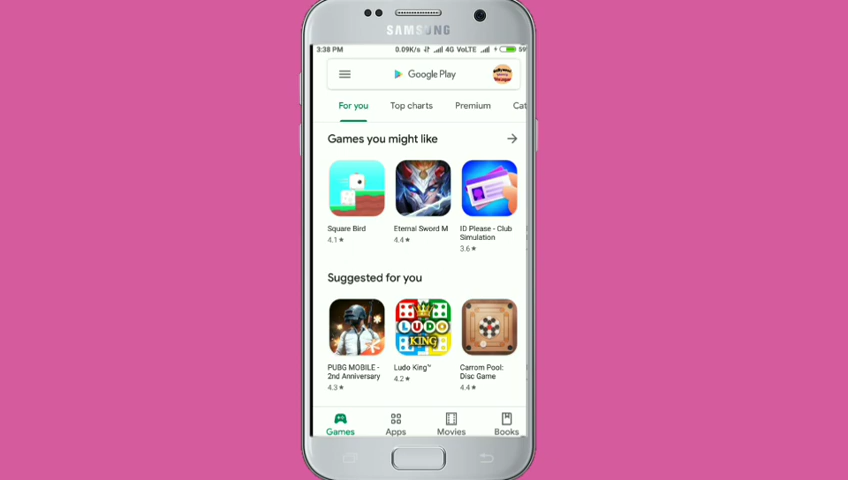 SAMSUNG
3:38 PM 0.09K/s 4G VoLTE 59
Google Play
For you Top charts Premium Cat
Games you might like
Square Bird
4.1★
Eternal Sword M
4.4★
ID Please - Club
Simulation
3.6★
Suggested for you
PUBG MOBILE -
2nd Anniversary
4.3★
LUDO
KING
Ludo King™
4.2★
Carrom Pool:
Disc Game
4.4★
Games Apps Movies Books